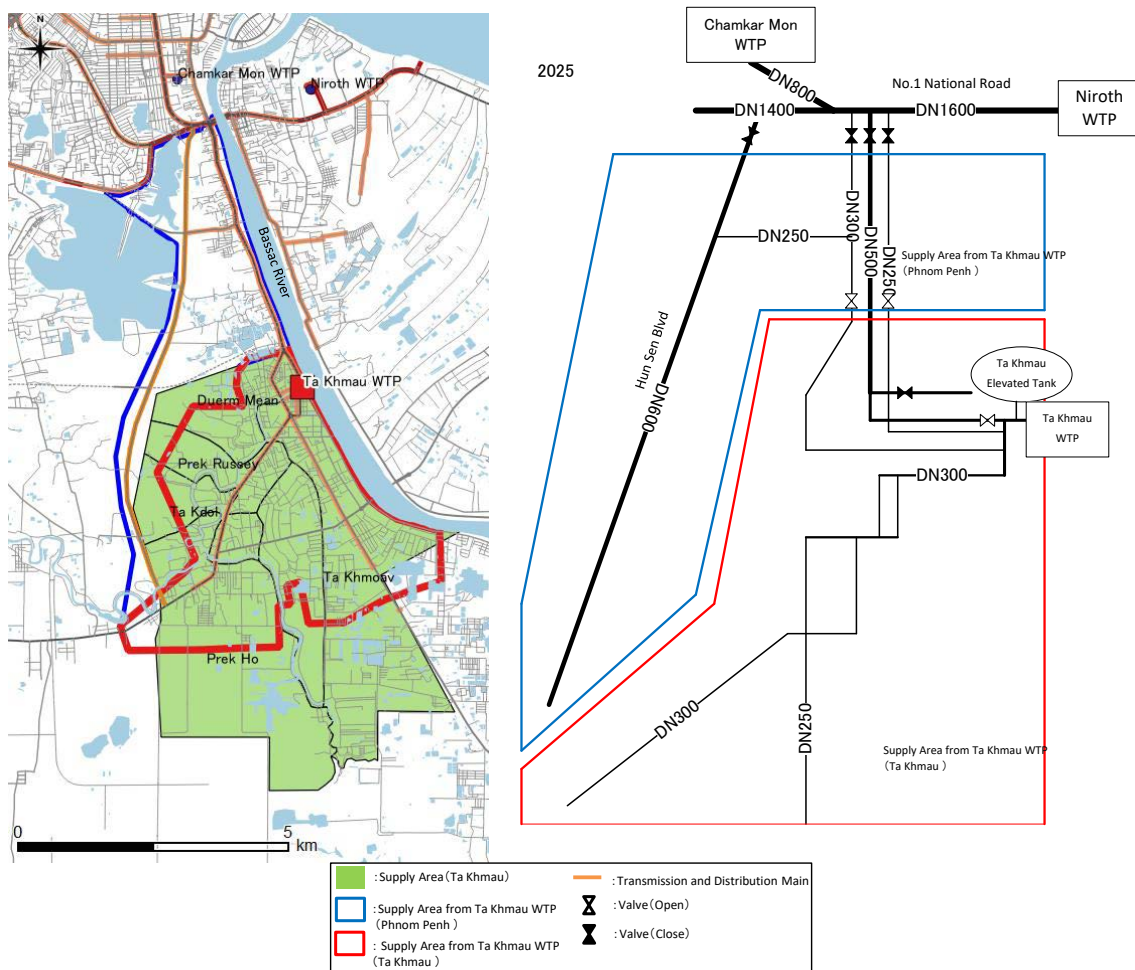 N
Chamkar Mon WTP
Niroth WTP
Bassac River
Ta Khmau WTP
Duerm Mean
Prek Russey
Ta Kdol
Ta Khmouv
Prek Ho
0
5
km
2025
Chamkar Mon
WTP
DN800
No.1 National Road
DN1400
DN1600
Niroth
WTP
DN300
DN500
DN250
DN250
Supply Area from Ta Khmau WTP
(Phnom Penh )
Hun Sen Blvd
DN600
Ta Khmau
Elevated Tank
Ta Khmau
WTP
DN300
DN300
DN250
Supply Area from Ta Khmau WTP
(Ta Khmau )
: Supply Area(Ta Khmau)
: Supply Area from Ta Khmau WTP
(Phnom Penh )
: Supply Area from Ta Khmau WTP
(Ta Khmau )
: Transmission and Distribution Main
: Valve(Open)
: Valve(Close)